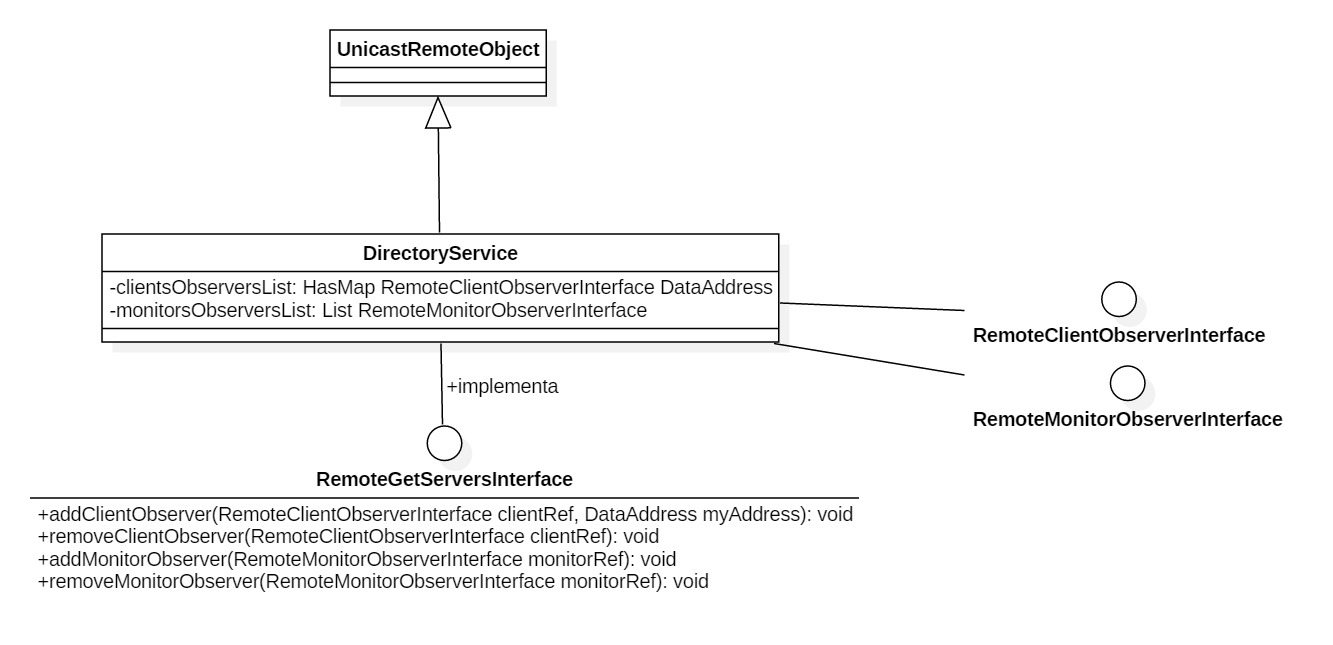 UnicastRemoteObject
DirectoryService
-clientsObserversList: HasMap RemoteClientObserverInterface DataAddress
-monitorsObserversList: List RemoteMonitorObserverInterface
RemoteClientObserverInterface
+implementa
RemoteMonitorObserverInterface
RemoteGetServersInterface
+addClientObserver(RemoteClientObserverInterface clientRef, DataAddress myAddress): void
+removeClientObserver(RemoteClientObserverInterface clientRef): void
+addMonitorObserver(RemoteMonitorObserverInterface monitorRef): void
+removeMonitorObserver(RemoteMonitorObserverInterface monitorRef): void